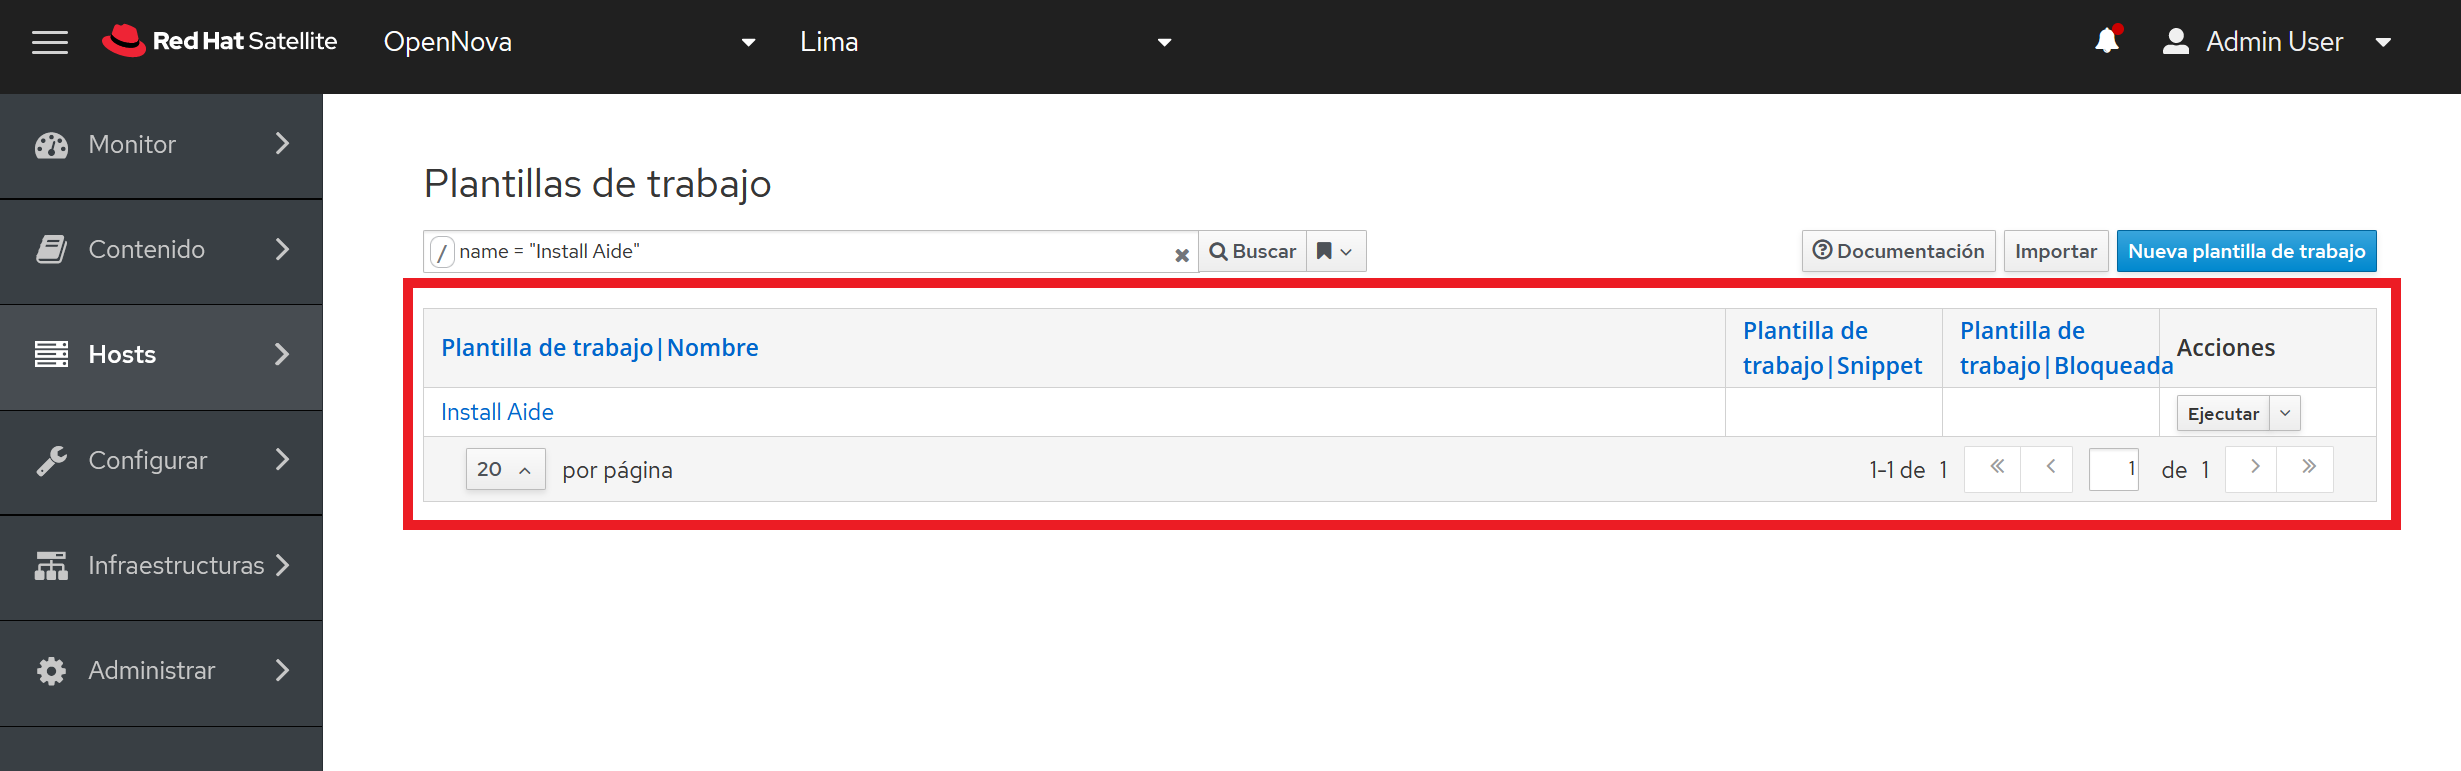 Red Hat Satellite OpenNova Lima Admin User
Monitor
Contenido
Hosts
Configurar
Infraestructuras
Administrar
Plantillas de trabajo
/ name = "Install Aide" Buscar Documentación Importar Nueva plantilla de trabajo
Plantilla de trabajo|Nombre
Plantilla de
trabajo|Snippet
Plantilla de
trabajo|Bloqueada
Acciones
Install Aide Ejecutar
20 por página 1-1 de 1 « < 1 de 1 > »